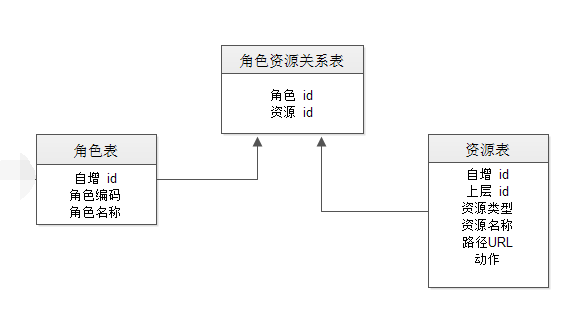 角色资源关系表
角色 id
资源 id
角色表
自增 id
角色编码
角色名称
资源表
自增 id
上层 id
资源类型
资源名称
路径URL
动作